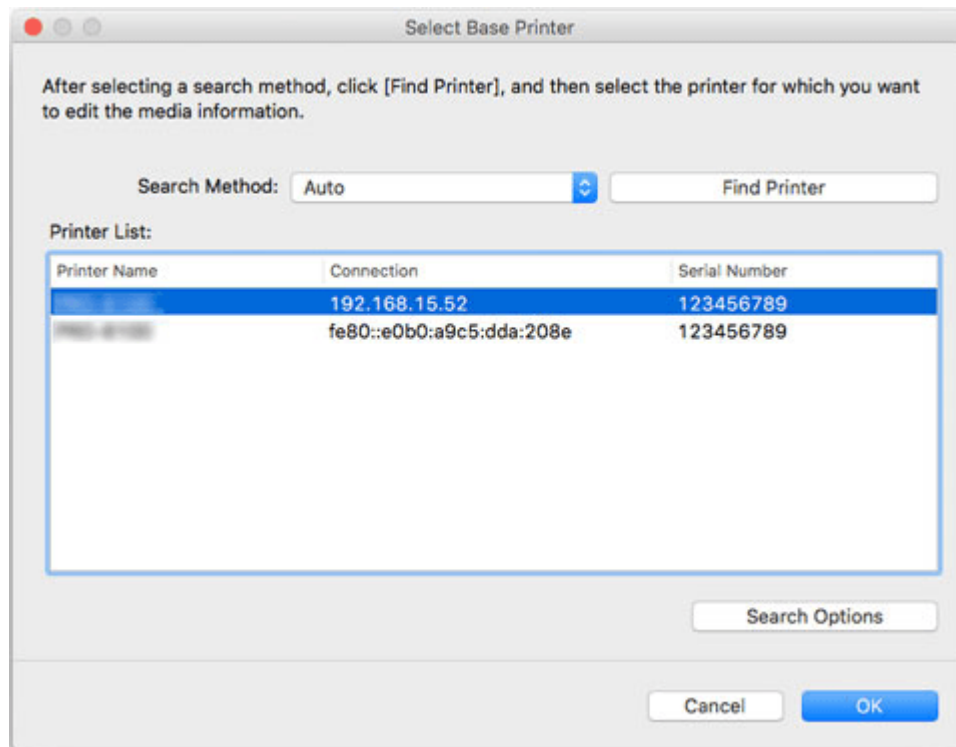 Select Base Printer
After selecting a search method, click [Find Printer], and then select the printer for which you want
to edit the media information.
Search Method: Auto Find Printer
Printer List:
Printer Name Connection Serial Number
192.168.15.52 123456789
fe80::e0b0:a9c5:dda:208e 123456789
Search Options
Cancel OK